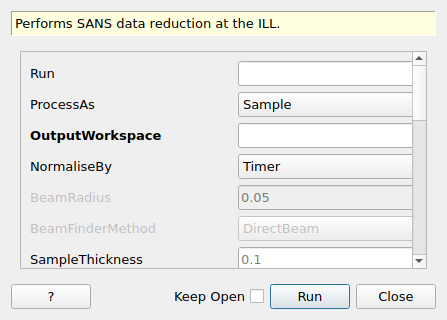 Performs SANS data reduction at the ILL.
Run
ProcessAs Sample
OutputWorkspace
NormaliseBy Timer
BeamRadius 0.05
BeamFinderMethod DirectBeam
SampleThickness 0.1
? Keep Open Run Close